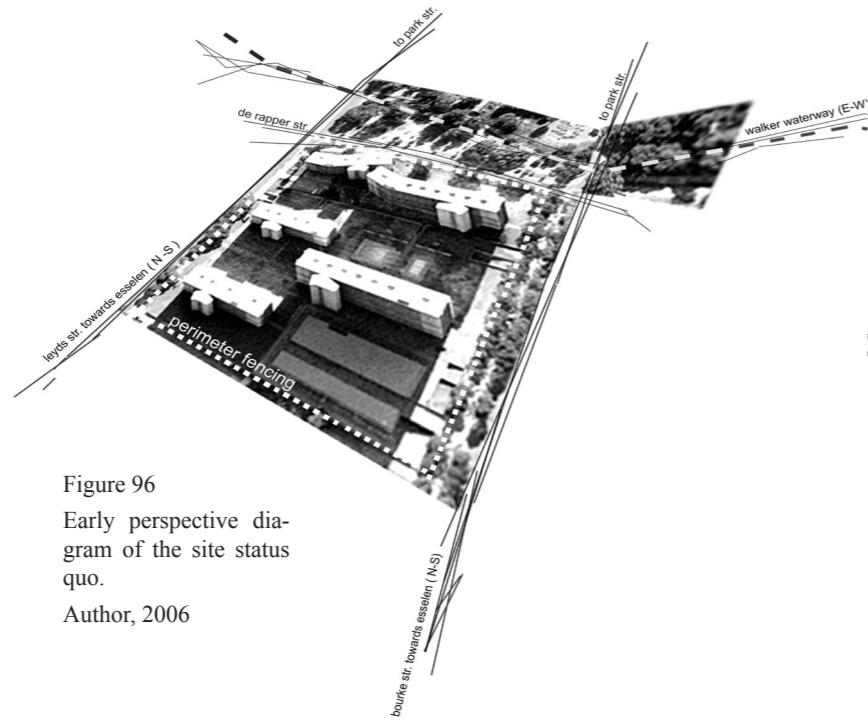 to park str.
to park str.
de rapper str.
walker waterway (E-W)
leyds str. towards esselen ( N -S )
perimeter fencing
bourke str. towards esselen ( N-S)
Figure 96
Early perspective dia-
gram of the site status
quo.
Author, 2006